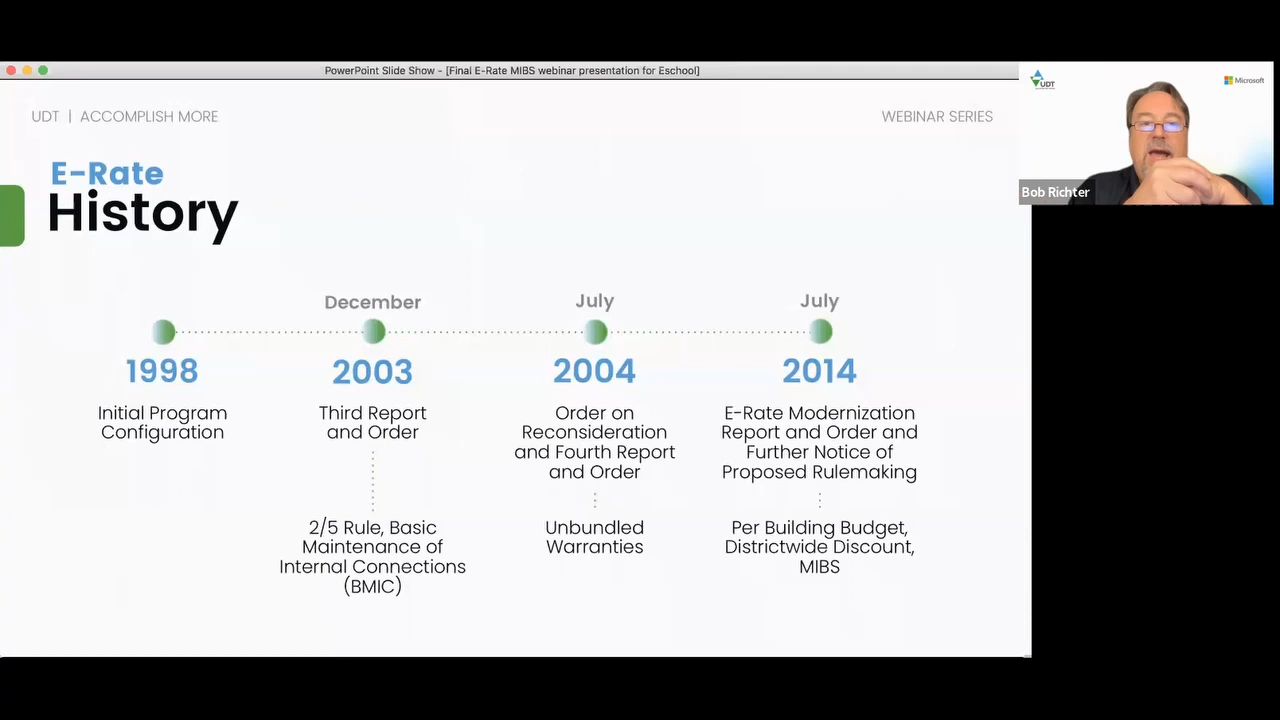 PowerPoint Slide Show - [Final E-Rate MIBS webinar presentation for Eschool]
UDT | ACCOMPLISH MORE
WEBINAR SERIES
UDT
Microsoft
Bob Richter
E-Rate
History
December
July
July
1998
2003
2004
2014
Initial Program
Configuration
Third Report
and Order
Order on
Reconsideration
and Fourth Report
and Order
E-Rate Modernization
Report and Order and
Further Notice of
Proposed Rulemaking
2/5 Rule, Basic
Maintenance of
Internal Connections
(BMIC)
Unbundled
Warranties
Per Building Budget,
Districtwide Discount,
MIBS